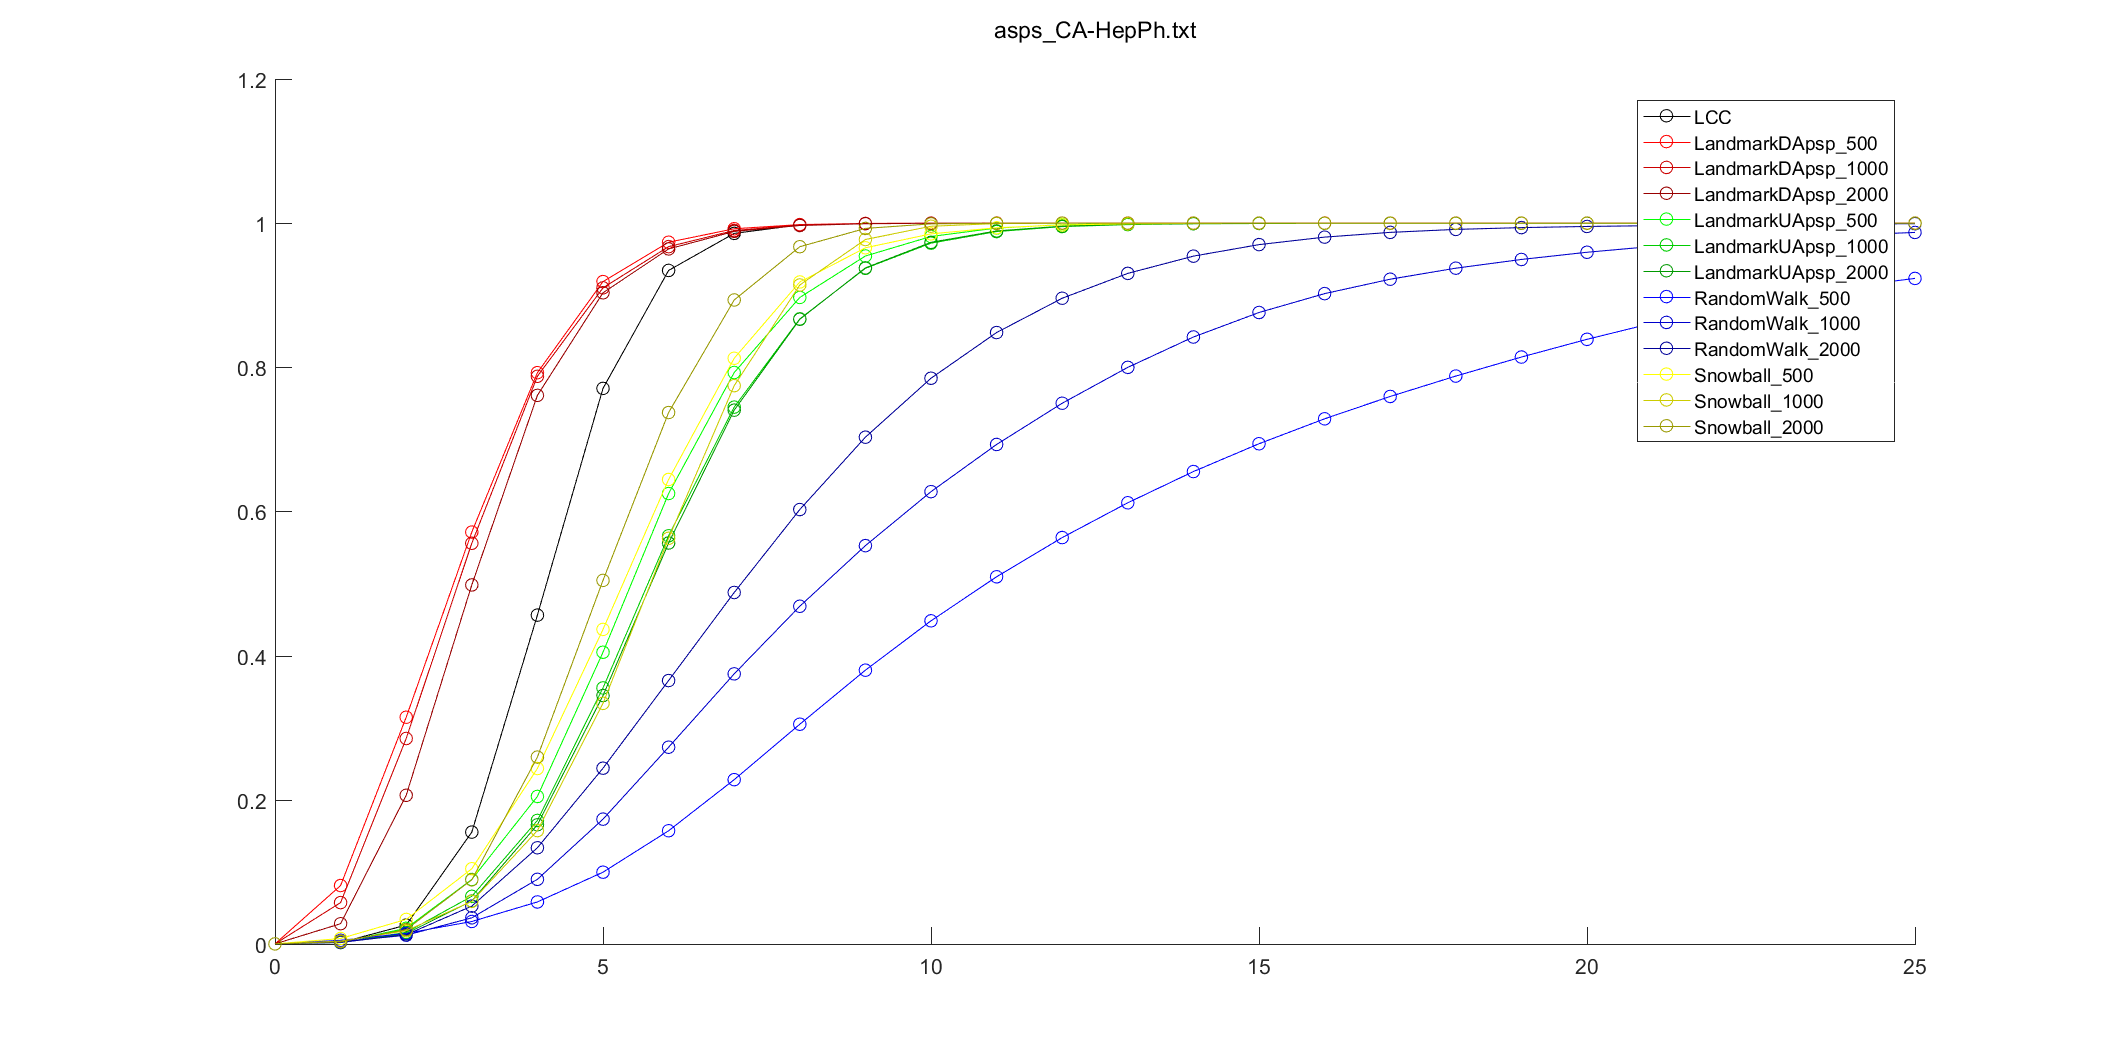 asps_CA-HepPh.txt
1.2
1
0.8
0.6
0.4
0.2
0
0 5 10 15 20 25
LCC
LandmarkDApsp_500
LandmarkDApsp_1000
LandmarkDApsp_2000
LandmarkUApsp_500
LandmarkUApsp_1000
LandmarkUApsp_2000
RandomWalk_500
RandomWalk_1000
RandomWalk_2000
Snowball_500
Snowball_1000
Snowball_2000